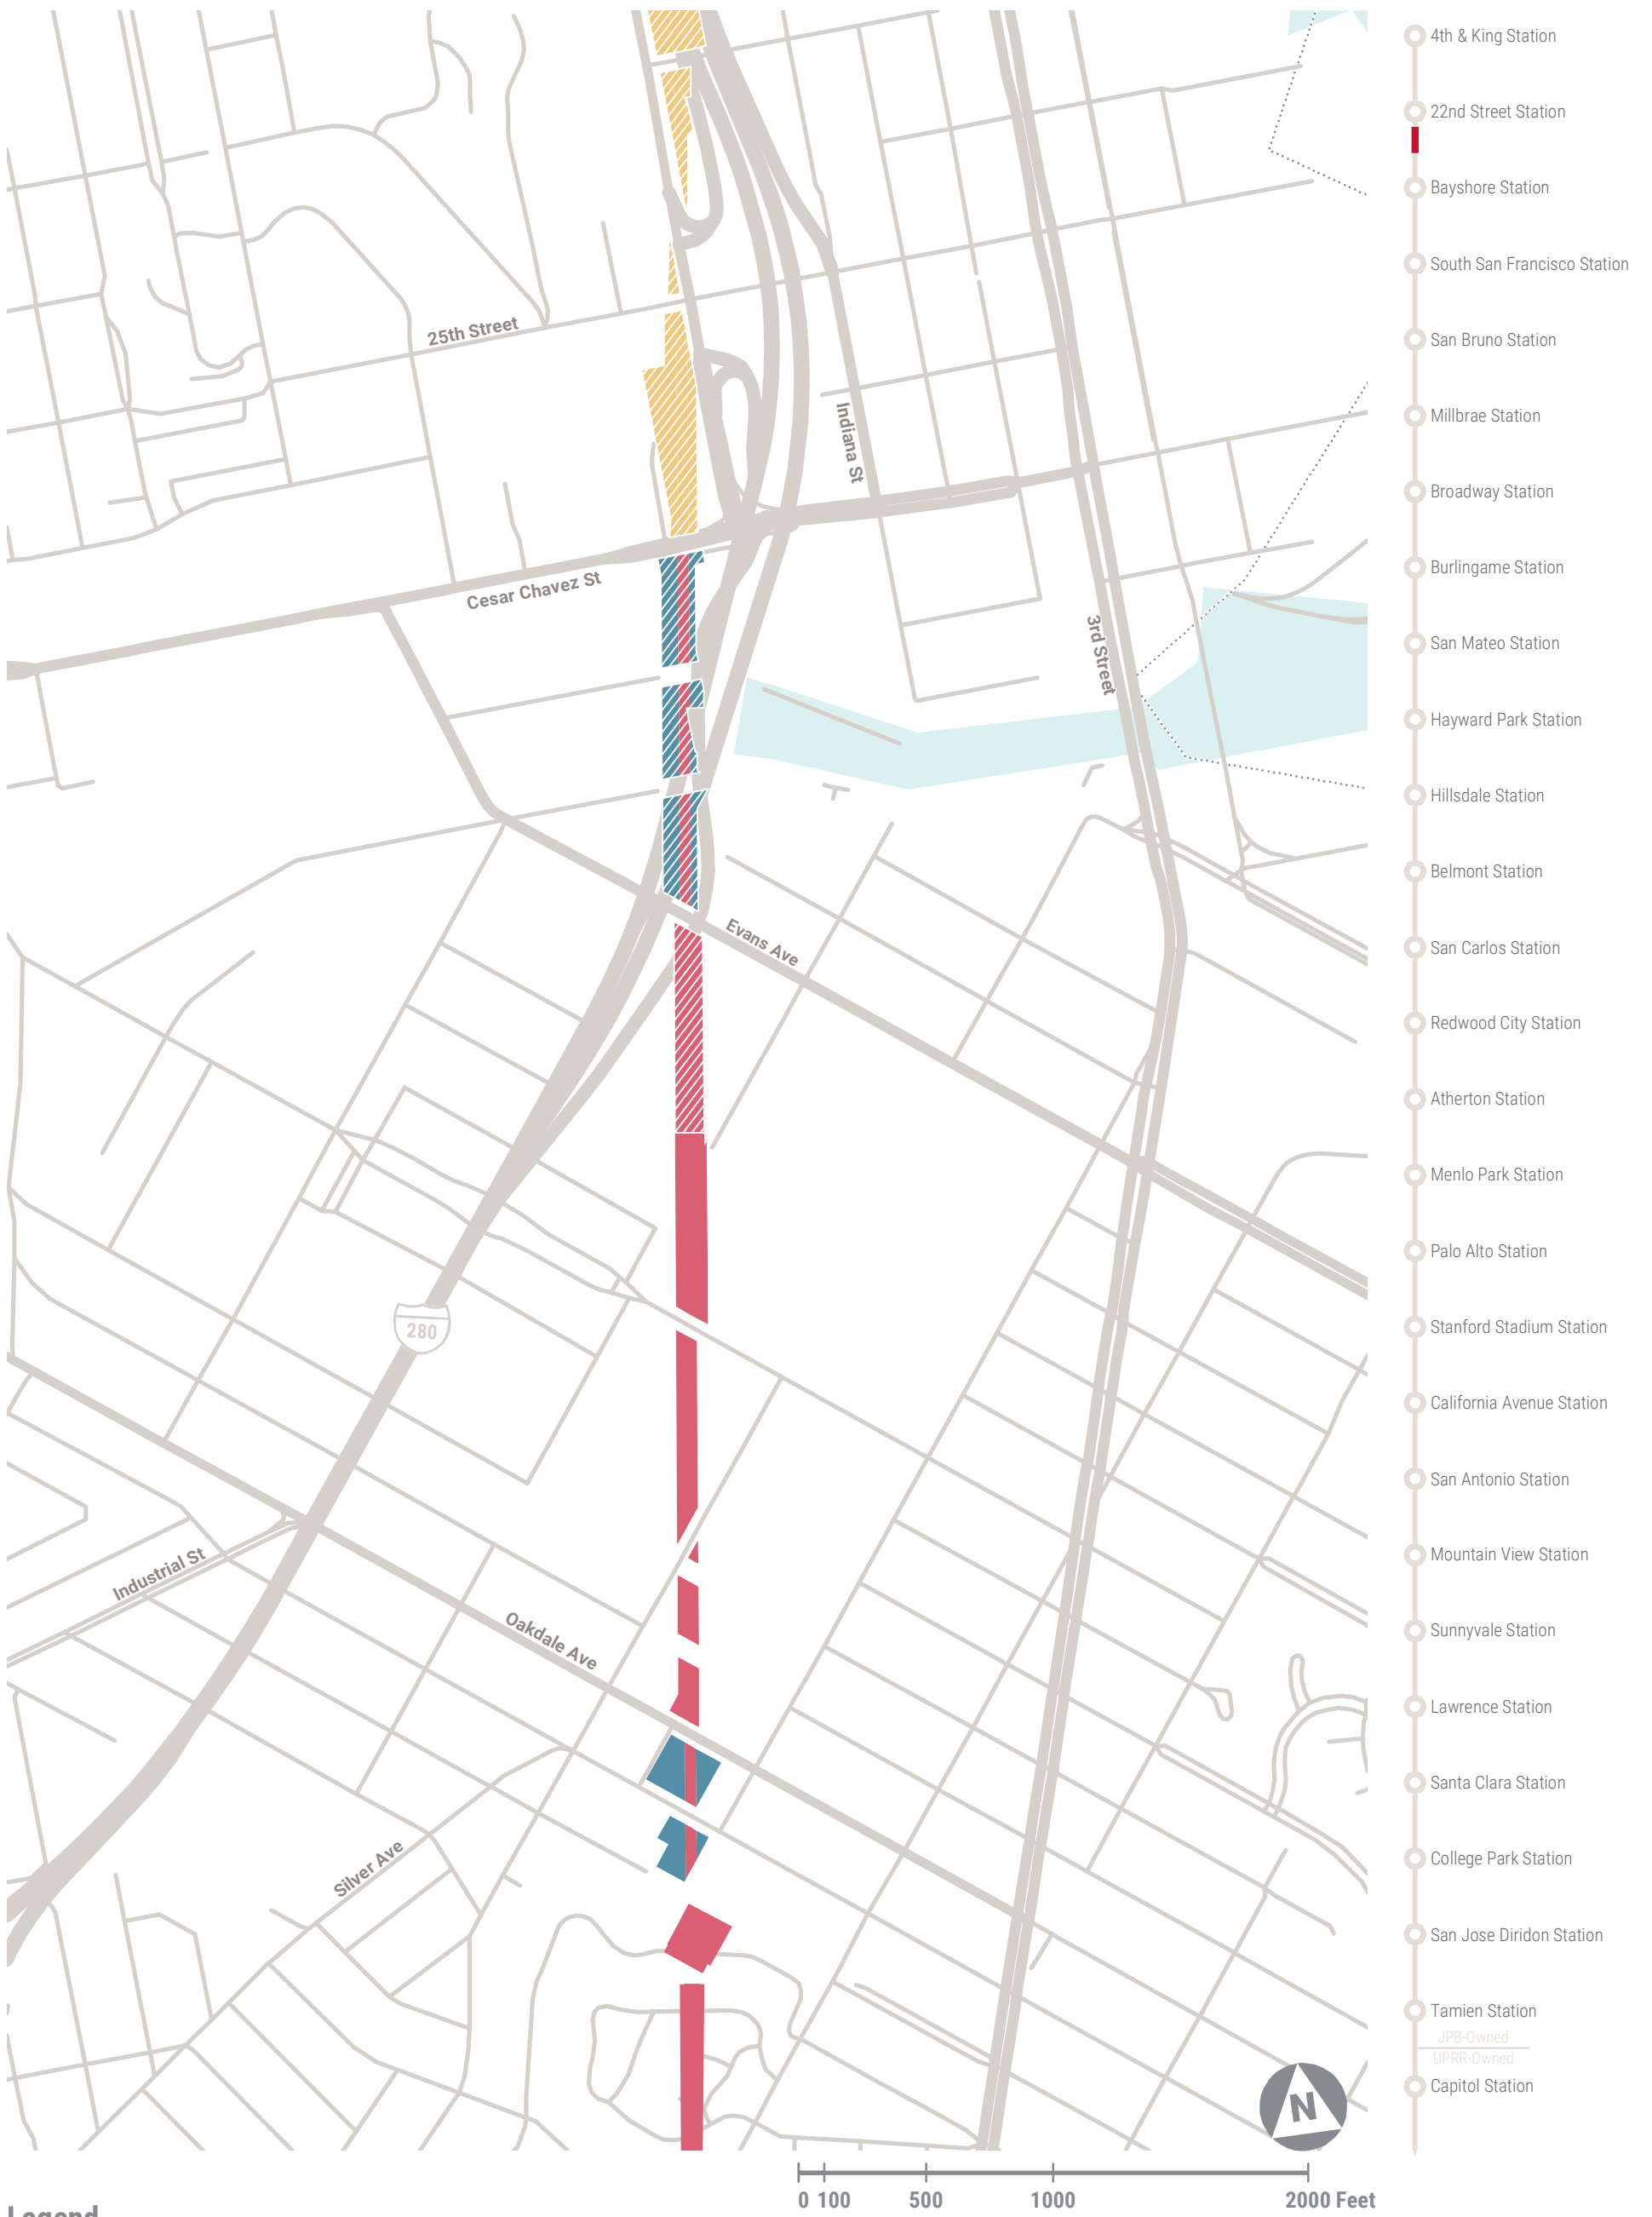 4th & King Station
22nd Street Station
Bayshore Station
South San Francisco Station
25th Street
San Bruno Station
Indiana St
Millbrae Station
Broadway Station
Cesar Chavez St
Burlingame Station
3rd Street
San Mateo Station
Hayward Park Station
Hillsdale Station
Belmont Station
Evans Ave
San Carlos Station
Redwood City Station
Atherton Station
Menlo Park Station
Palo Alto Station
280
Stanford Stadium Station
California Avenue Station
San Antonio Station
Industrial St
Mountain View Station
Oakdale Ave
Sunnyvale Station
Lawrence Station
Santa Clara Station
Silver Ave
College Park Station
San Jose Diridon Station
Tamien Station
JPB-Owned
UPRR-Owned
Capitol Station
N
0 100 500 1000 2000 Feet
Legend